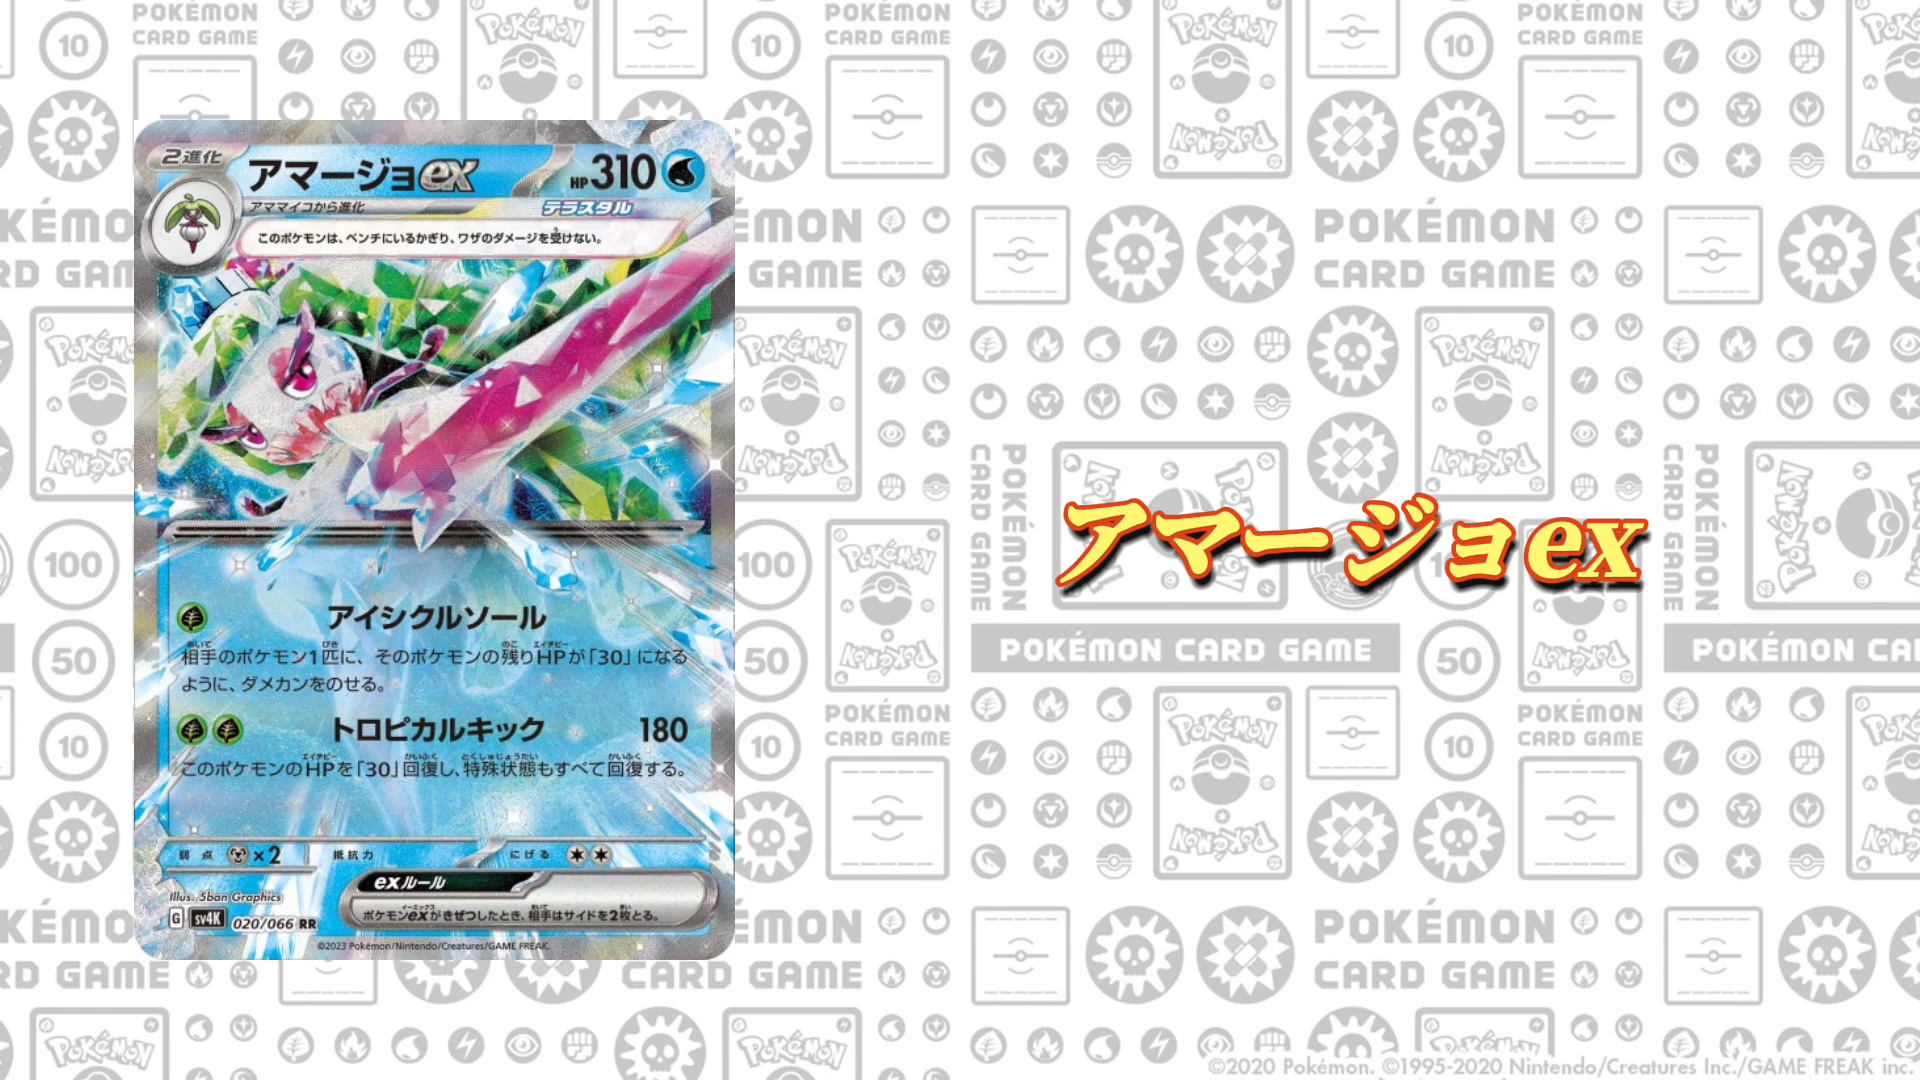 2進化
アマージョex
HP310
アママイコから進化
テラスタル
このポケモンは、ベンチにいるかぎり、ワザのダメージを受けない。
アイシクルソール
相手のポケモン1匹に、そのポケモンの残りHPが「30」になる
ように、ダメカンをのせる。
トロピカルキック 180
このポケモンのHPを「30」回復し、特殊状態もすべて回復する。
弱点 ×2 抵抗力 にげる
exルール
ポケモンexがきぜつしたとき、相手はサイドを2枚とる。
Illus. 5ban Graphics
G sv4K 020/066 RR
©2023 Pokémon/Nintendo/Creatures/GAME FREAK.
アマージョex
POKÉMON
CARD GAME
POKÉMON CARD GAME
©2020 Pokémon. ©1995-2020 Nintendo/Creatures Inc./GAME FREAK inc.